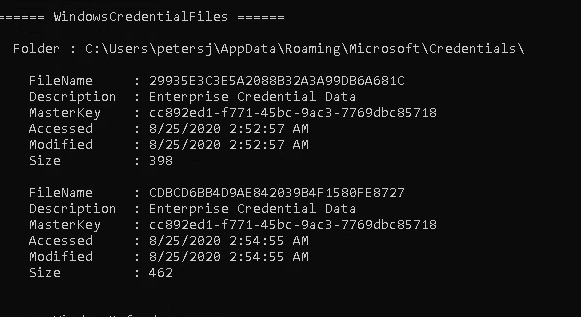 ====== WindowsCredentialFiles ======
Folder : C:\Users\petersj\AppData\Roaming\Microsoft\Credentials\
FileName : 29935E3C3E5A2088B32A3A99DB6A681C
Description : Enterprise Credential Data
MasterKey : cc892ed1-f771-45bc-9ac3-7769dbc85718
Accessed : 8/25/2020 2:52:57 AM
Modified : 8/25/2020 2:52:57 AM
Size : 398
FileName : CDBCD6BB4D9AE842039B4F1580FE8727
Description : Enterprise Credential Data
MasterKey : cc892ed1-f771-45bc-9ac3-7769dbc85718
Accessed : 8/25/2020 2:54:55 AM
Modified : 8/25/2020 2:54:55 AM
Size : 462